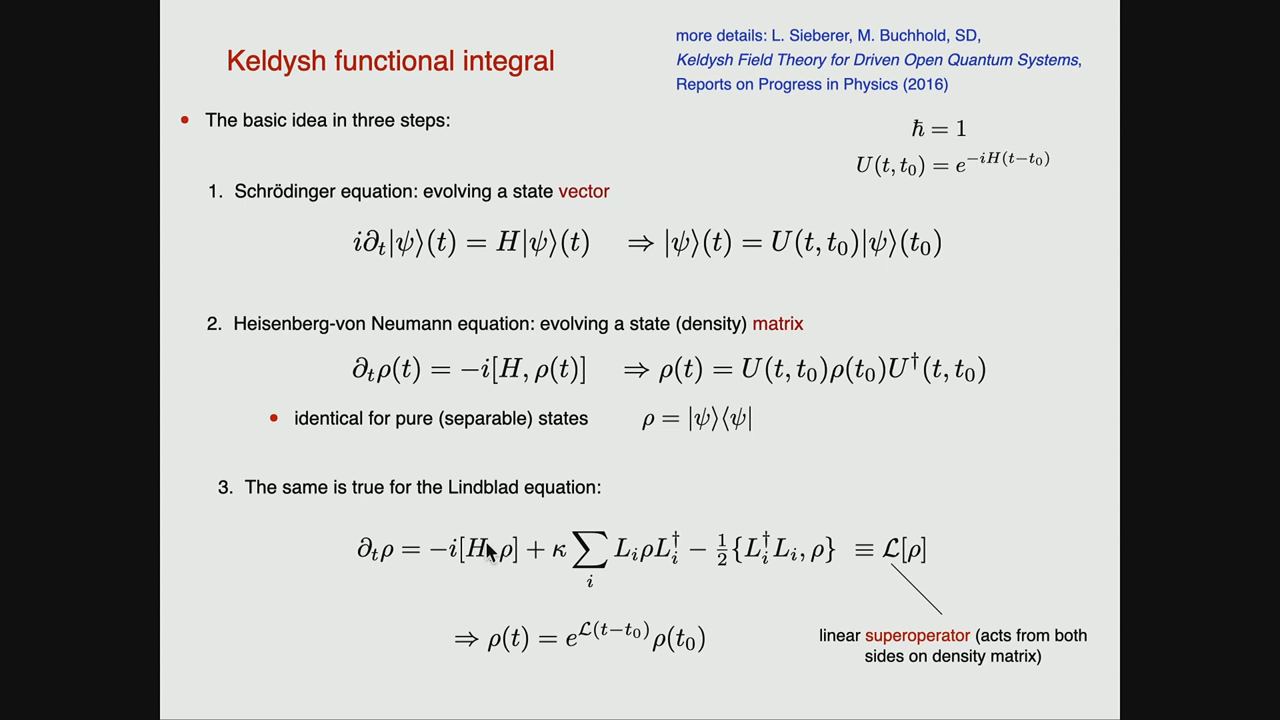 Keldysh functional integral
more details: L. Sieberer, M. Buchhold, SD,
Keldysh Field Theory for Driven Open Quantum Systems,
Reports on Progress in Physics (2016)
• The basic idea in three steps:
ℏ = 1
U(t, t₀) = e^{−iH(t−t₀)}
1. Schrödinger equation: evolving a state vector
i∂ₜ|ψ⟩(t) = H|ψ⟩(t) ⇒ |ψ⟩(t) = U(t, t₀)|ψ⟩(t₀)
2. Heisenberg-von Neumann equation: evolving a state (density) matrix
∂ₜρ(t) = −i[H, ρ(t)] ⇒ ρ(t) = U(t, t₀)ρ(t₀)U†(t, t₀)
• identical for pure (separable) states ρ = |ψ⟩⟨ψ|
3. The same is true for the Lindblad equation:
∂ₜρ = −i[H, ρ] + κ ∑_i L_i ρ L_i† − ½{L_i† L_i, ρ} ≡ ℒ[ρ]
⇒ ρ(t) = e^{ℒ(t−t₀)} ρ(t₀)
linear superoperator (acts from both
sides on density matrix)